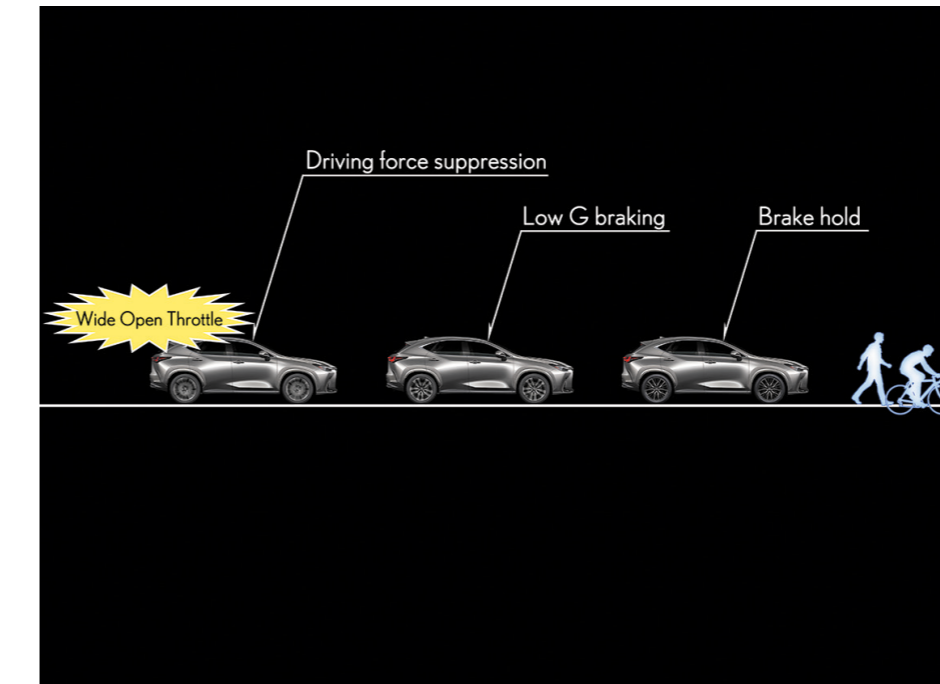 Driving force suppression
Low G braking
Brake hold
Wide Open Throttle